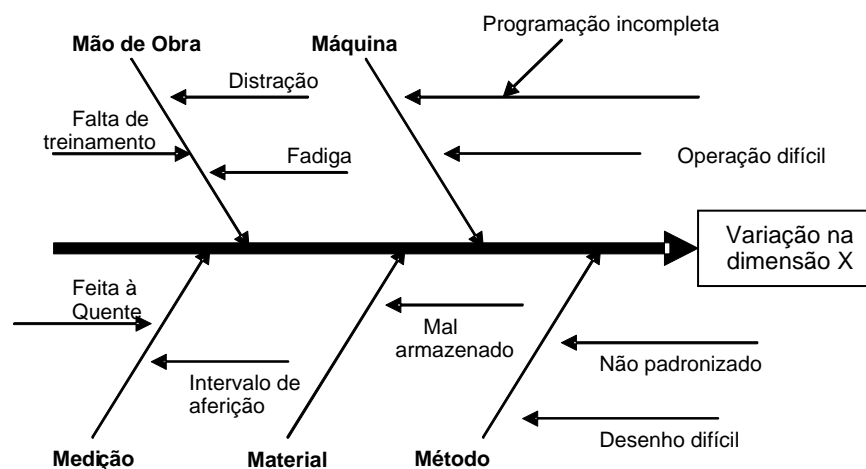 Programação incompleta
Mão de Obra
Máquina
Distração
Falta de
treinamento
Fadiga
Operação difícil
Variação na
dimensão X
Feita à
Quente
Mal
armazenado
Não padronizado
Intervalo de
aferição
Desenho difícil
Medição
Material
Método